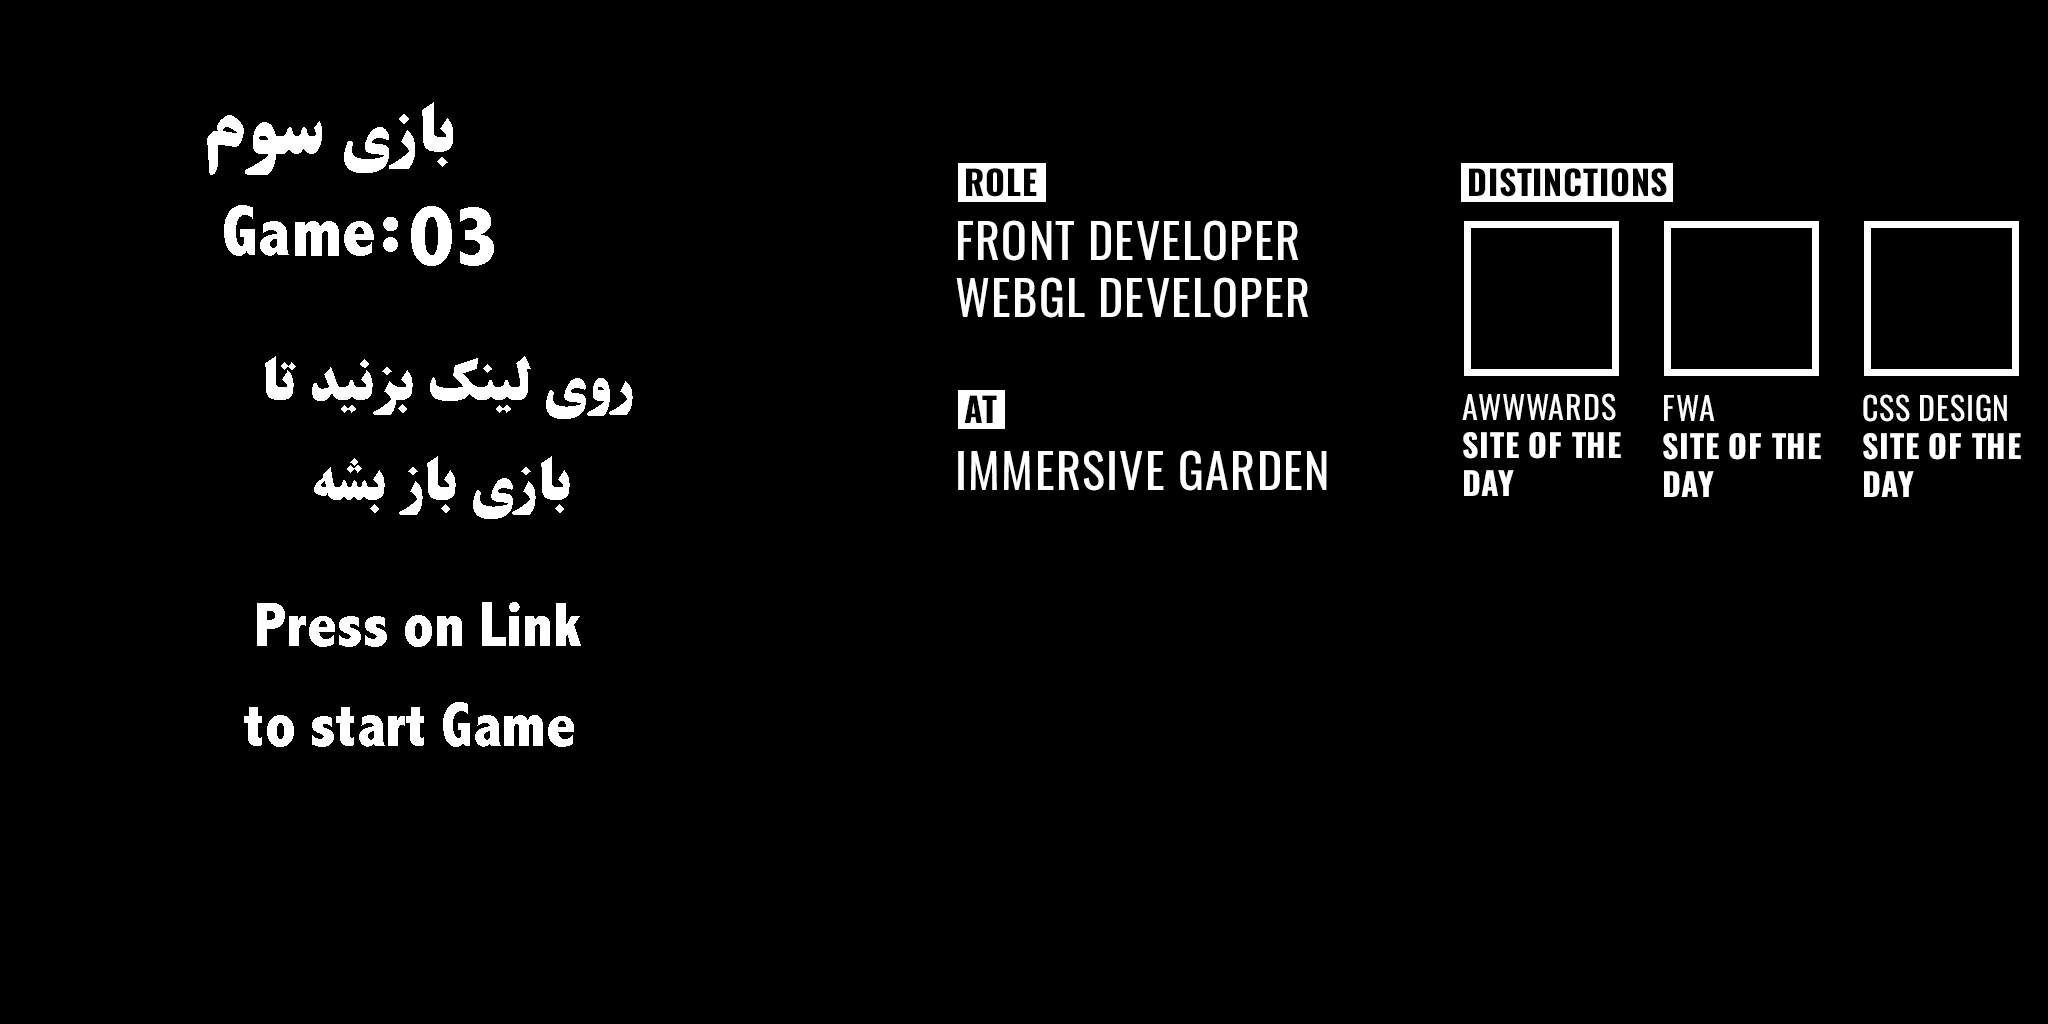 بازی سوم
Game:03
روی لینک بزنید تا
بازی باز بشه
Press on Link
to start Game
ROLE
FRONT DEVELOPER
WEBGL DEVELOPER
AT
IMMERSIVE GARDEN
DISTINCTIONS
AWWWARDS
SITE OF THE
DAY
FWA
SITE OF THE
DAY
CSS DESIGN
SITE OF THE
DAY